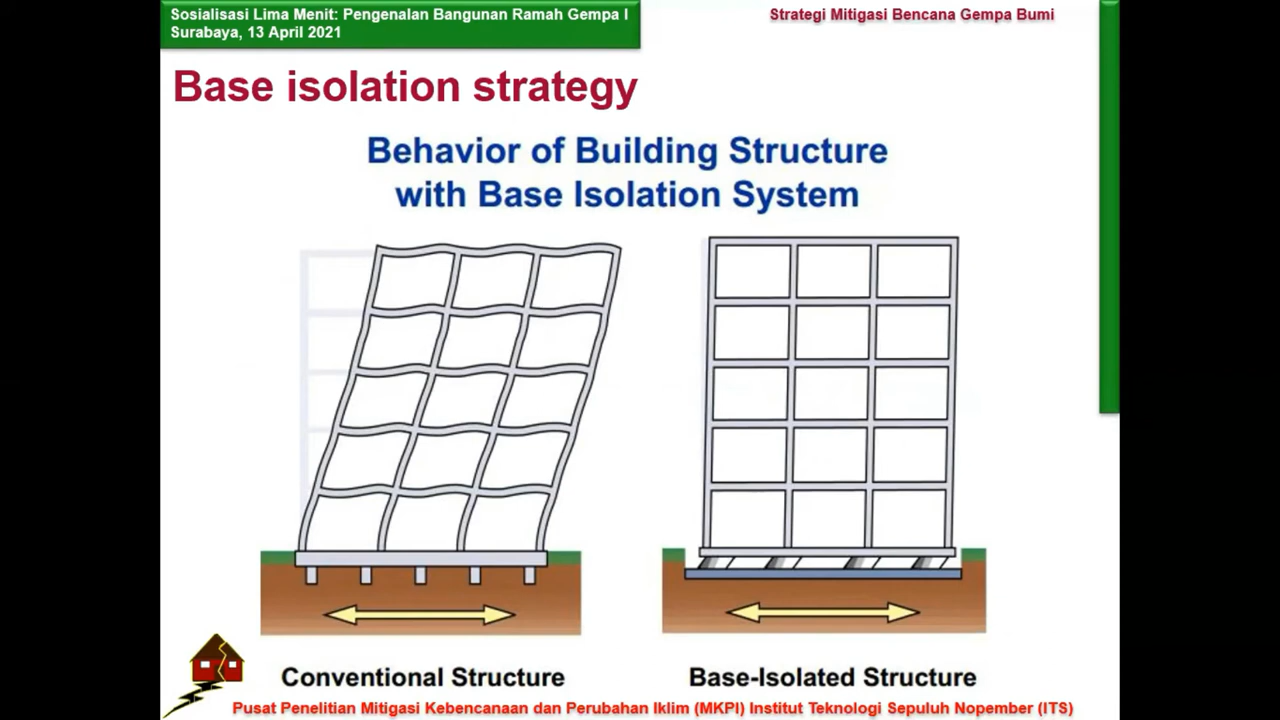 Sosialisasi Lima Menit: Pengenalan Bangunan Ramah Gempa I
Surabaya, 13 April 2021
Strategi Mitigasi Bencana Gempa Bumi
Base isolation strategy
Behavior of Building Structure
with Base Isolation System
Conventional Structure
Base-Isolated Structure
Pusat Penelitian Mitigasi Kebencanaan dan Perubahan Iklim (MKPI) Institut Teknologi Sepuluh Nopember (ITS)